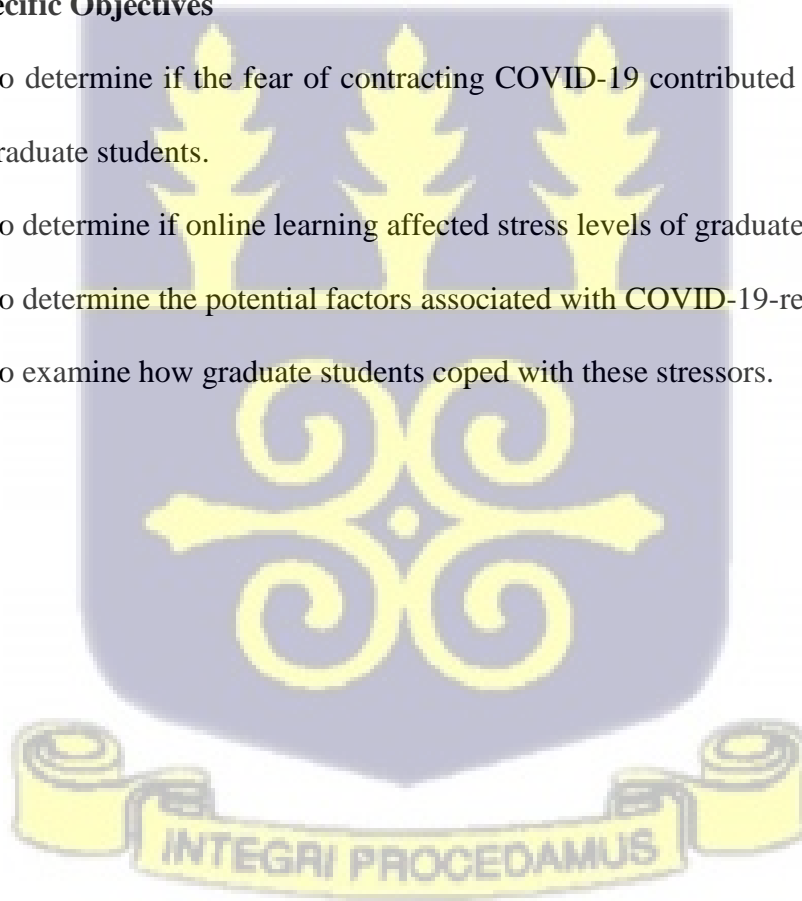 ecific Objectives
o determine if the fear of contracting COVID-19 contributed
raduate students.
o determine if online learning affected stress levels of graduate
o determine the potential factors associated with COVID-19-re
o examine how graduate students coped with these stressors.
INTEGRI PROCEDAMUS